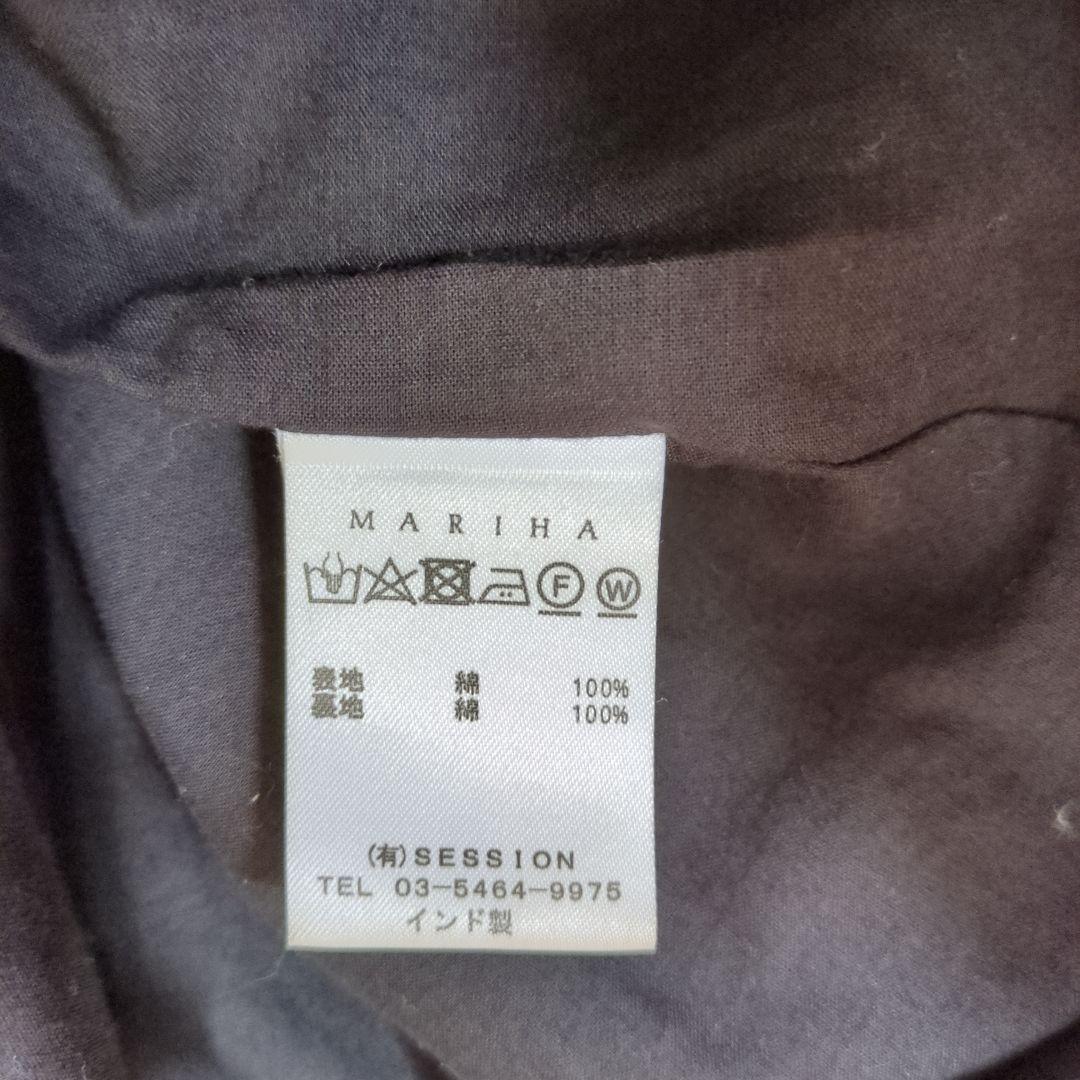 MARIHA
F W
表地 綿 100%
裏地 綿 100%
(有)SESSION
TEL 03-5464-9975
インド製